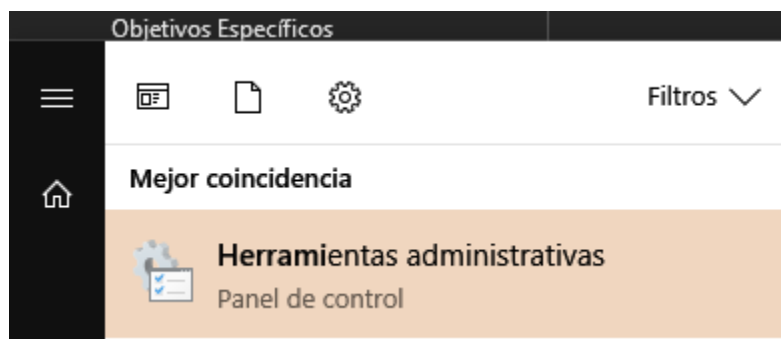 Objetivos Específicos
Filtros
Mejor coincidencia
Herramientas administrativas
Panel de control